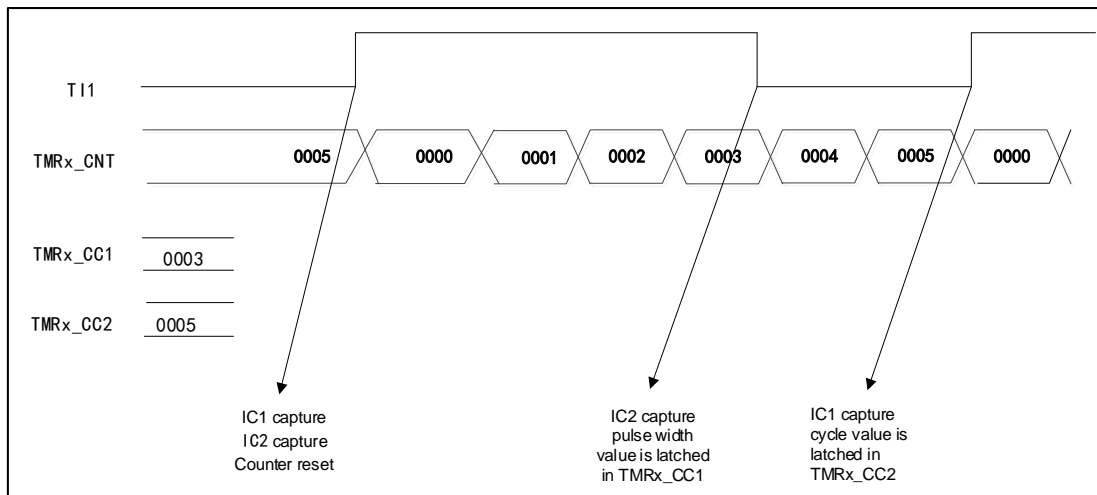 TI1
TMRx_CNT
0005 0000 0001 0002 0003 0004 0005 0000
TMRx_CC1
0003
TMRx_CC2
0005
IC1 capture
IC2 capture
Counter reset
IC2 capture
pulse width
value is latched
in TMRx_CC1
IC1 capture
cycle value is
latched in
TMRx_CC2